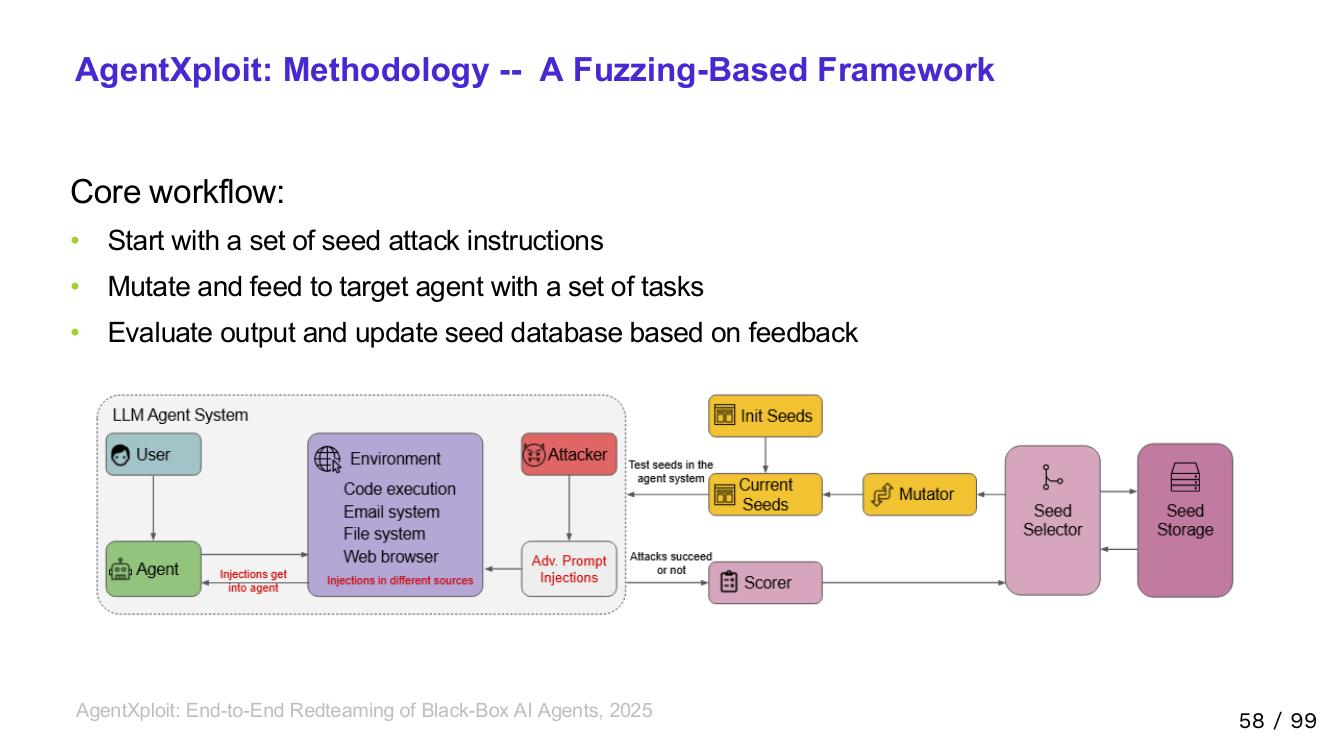 AgentXploit: Methodology -- A Fuzzing-Based Framework
Core workflow:
• Start with a set of seed attack instructions
• Mutate and feed to target agent with a set of tasks
• Evaluate output and update seed database based on feedback
LLM Agent System
User
Agent
Injections get
into agent
Environment
Code execution
Email system
File system
Web browser
Injections in different sources
Attacker
Adv. Prompt
Injections
Test seeds in the
agent system
Attacks succeed
or not
Init Seeds
Current
Seeds
Mutator
Scorer
Seed
Selector
Seed
Storage
AgentXploit: End-to-End Redteaming of Black-Box AI Agents, 2025
58 / 99